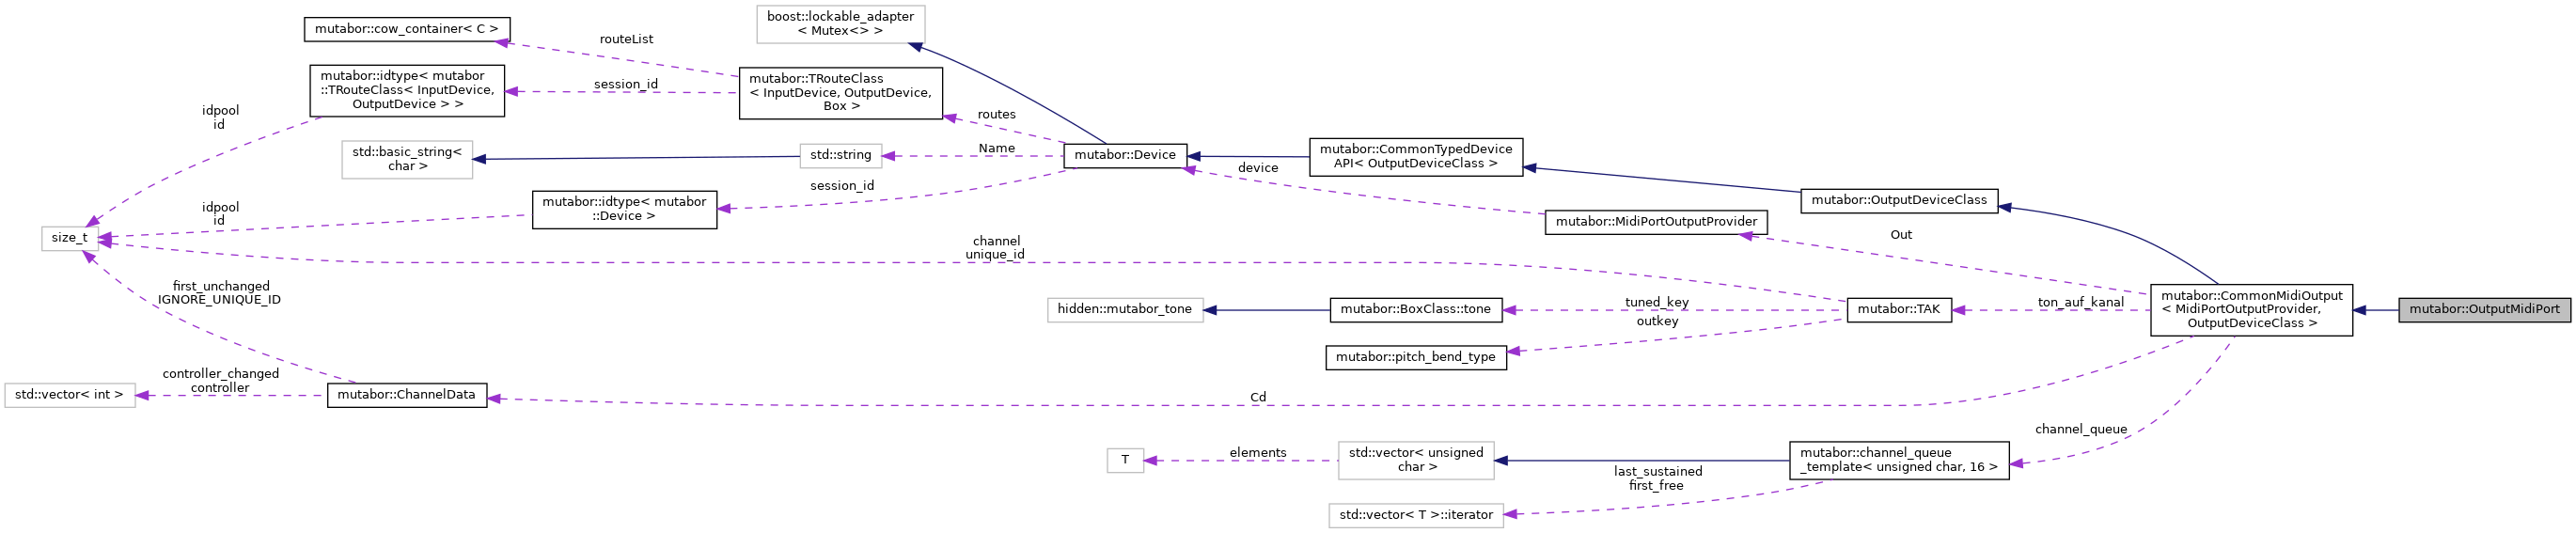 boost::lockable_adapter
< Mutex<> >
mutabor::cow_container< C >
routeList
mutabor::idtype< mutabor
::TRouteClass< InputDevice,
OutputDevice > >
session_id
mutabor::TRouteClass
< InputDevice, OutputDevice,
Box >
idpool
id
routes
std::basic_string<
char >
std::string
Name
mutabor::Device
mutabor::CommonTypedDevice
API< OutputDeviceClass >
device
session_id
mutabor::idtype< mutabor
::Device >
idpool
id
mutabor::OutputDeviceClass
mutabor::MidiPortOutputProvider
size_t
Out
channel
unique_id
first_unchanged
IGNORE_UNIQUE_ID
hidden::mutabor_tone
mutabor::BoxClass::tone
tuned_key
outkey
mutabor::TAK
ton_auf_kanal
mutabor::CommonMidiOutput
< MidiPortOutputProvider,
OutputDeviceClass >
mutabor::OutputMidiPort
mutabor::pitch_bend_type
std::vector< int >
controller_changed
controller
mutabor::ChannelData
Cd
channel_queue
T
elements
std::vector< unsigned
char >
mutabor::channel_queue
_template< unsigned char, 16 >
last_sustained
first_free
std::vector< T >::iterator